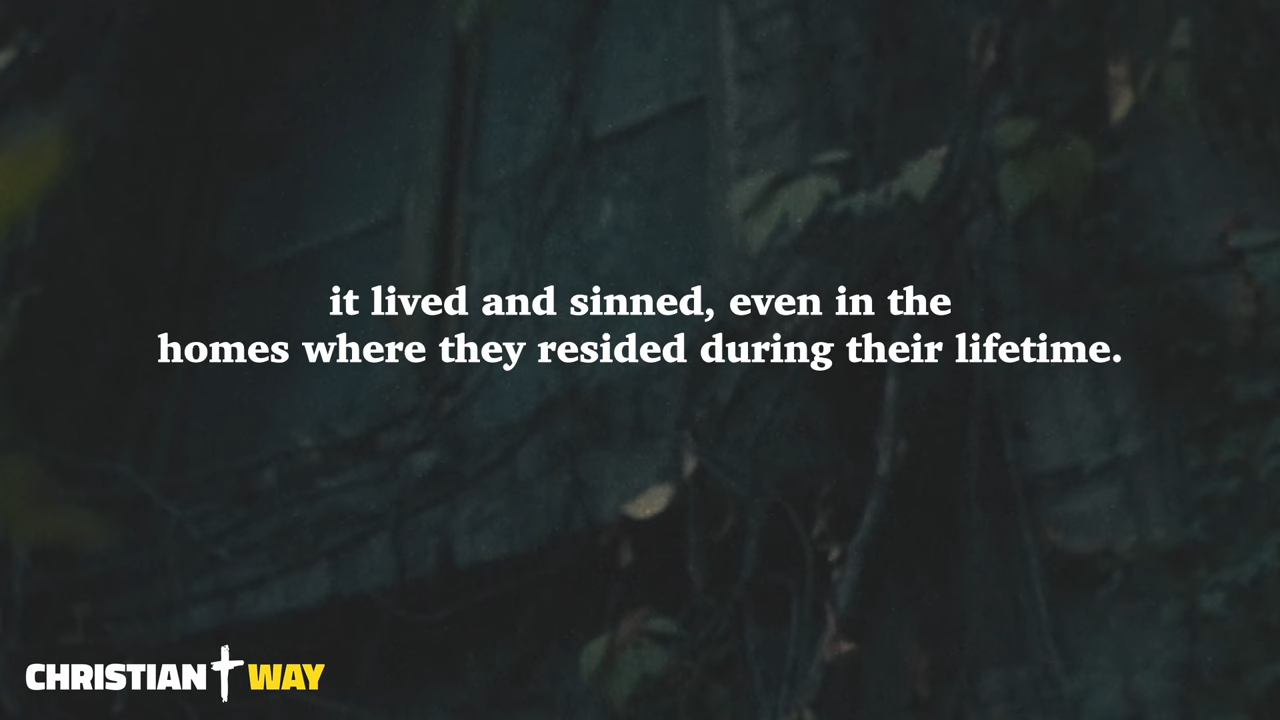 it lived and sinned, even in the
homes where they resided during their lifetime.
CHRISTIAN WAY